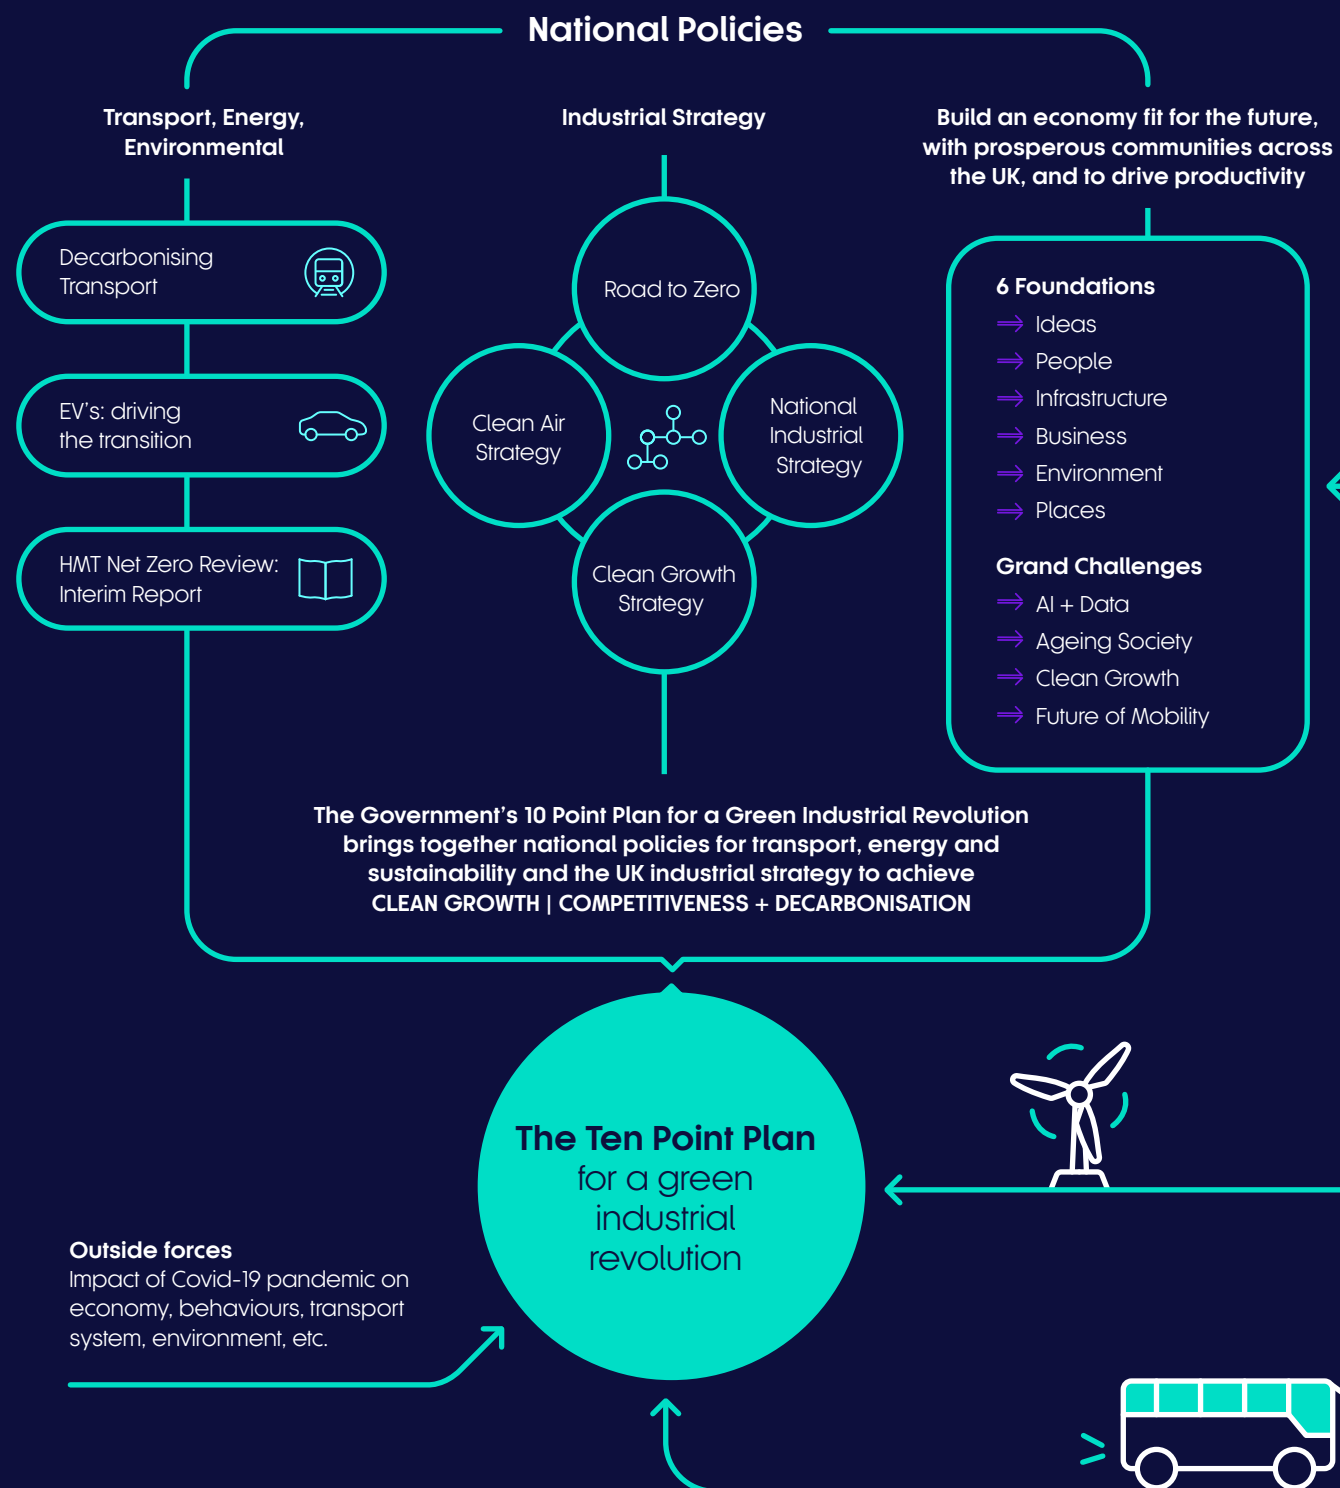 National Policies
Transport, Energy,
Environmental
Decarbonising
Transport
EV's: driving
the transition
HMT Net Zero Review:
Interim Report
Industrial Strategy
Road to Zero
Clean Air
Strategy
National
Industrial
Strategy
Clean Growth
Strategy
Build an economy fit for the future,
with prosperous communities across
the UK, and to drive productivity
6 Foundations
Ideas
People
Infrastructure
Business
Environment
Places
Grand Challenges
AI + Data
Ageing Society
Clean Growth
Future of Mobility
The Government's 10 Point Plan for a Green Industrial Revolution
brings together national policies for transport, energy and
sustainability and the UK industrial strategy to achieve
CLEAN GROWTH | COMPETITIVENESS + DECARBONISATION
The Ten Point Plan
for a green
industrial
revolution
Outside forces
Impact of Covid-19 pandemic on
economy, behaviours, transport
system, environment, etc.